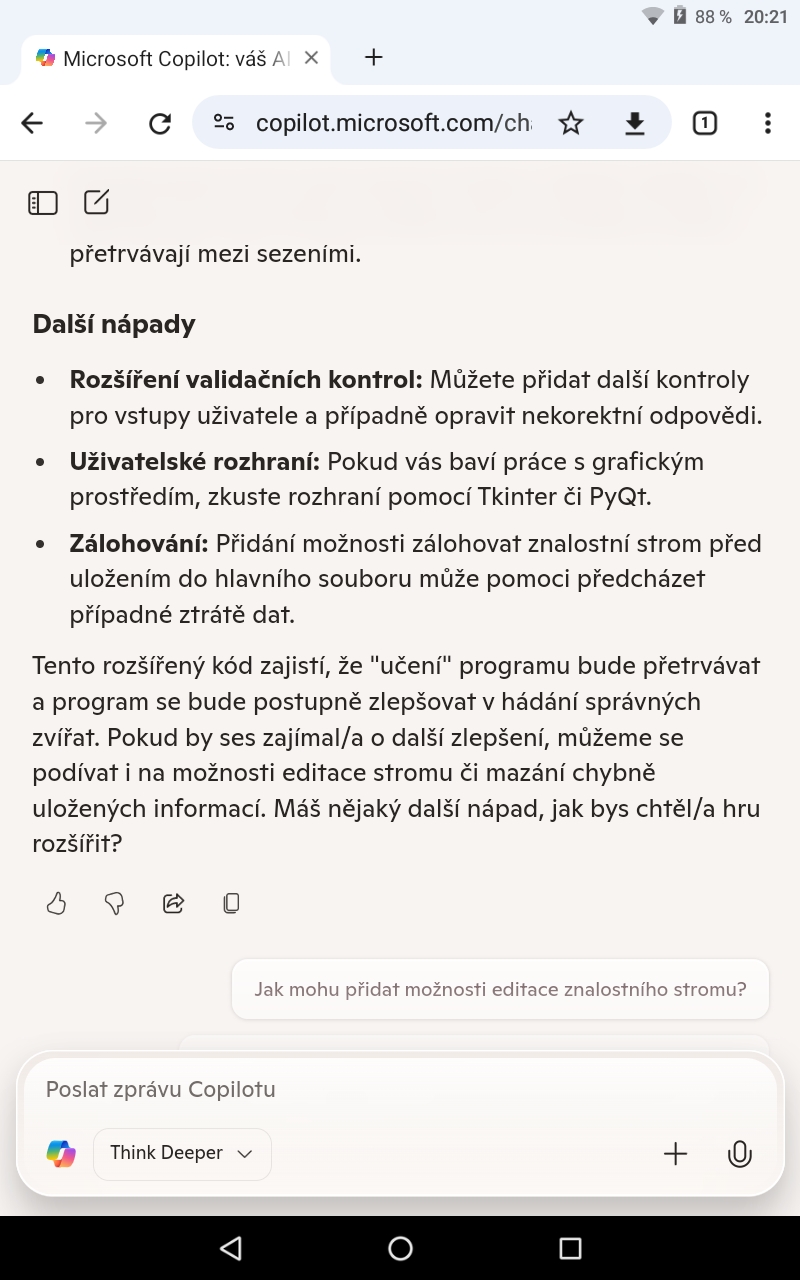 88 % 20:21
Microsoft Copilot: váš AI
copilot.microsoft.com/ch
1
přetrvávají mezi sezeními.
Další nápady
• Rozšíření validačních kontrol: Můžete přidat další kontroly
pro vstupy uživatele a případně opravit nekorektní odpovědi.
• Uživatelské rozhraní: Pokud vás baví práce s grafickým
prostředím, zkuste rozhraní pomocí Tkinter či PyQt.
• Zálohování: Přidání možnosti zálohovat znalostní strom před
uložením do hlavního souboru může pomoci předcházet
případné ztrátě dat.
Tento rozšířený kód zajistí, že "učení" programu bude přetrvávat
a program se bude postupně zlepšovat v hádání správných
zvířat. Pokud by ses zajímal/a o další zlepšení, můžeme se
podívat i na možnosti editace stromu či mazání chybně
uložených informací. Máš nějaký další nápad, jak bys chtěl/a hru
rozšířit?
Jak mohu přidat možnosti editace znalostního stromu?
Poslat zprávu Copilotu
Think Deeper